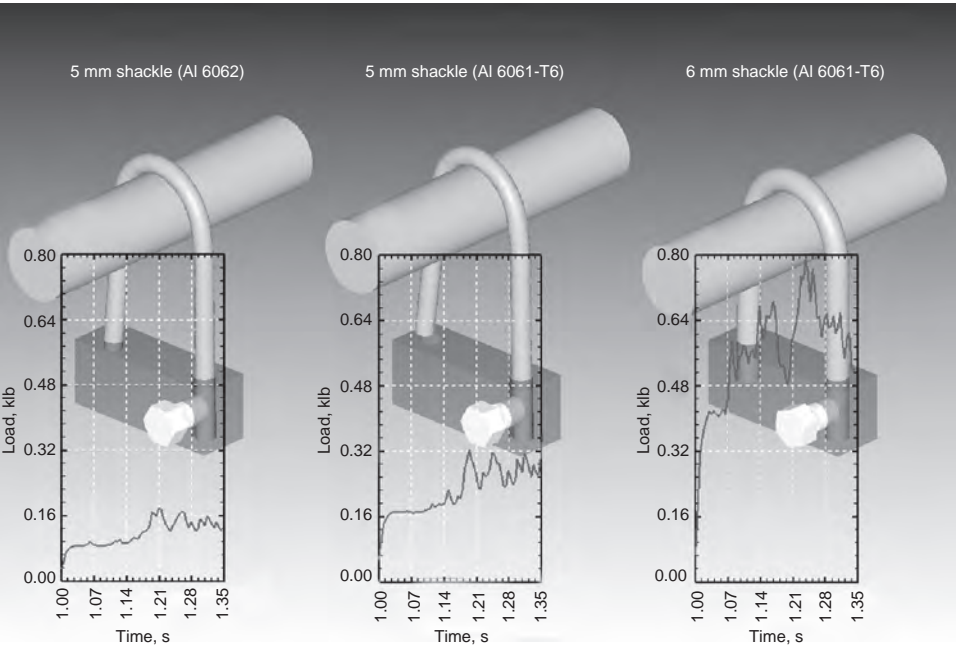 5 mm shackle (Al 6062)
5 mm shackle (Al 6061-T6)
6 mm shackle (Al 6061-T6)
0.80
0.64
0.48
0.32
0.16
0.00
Load, klb
1.00 1.07 1.14 1.21 1.28 1.35
Time, s
0.80
0.64
0.48
0.32
0.16
0.00
Load, klb
1.00 1.07 1.14 1.21 1.28 1.35
Time, s
0.80
0.64
0.48
0.32
0.16
0.00
Load, klb
1.00 1.07 1.14 1.21 1.28 1.35
Time, s